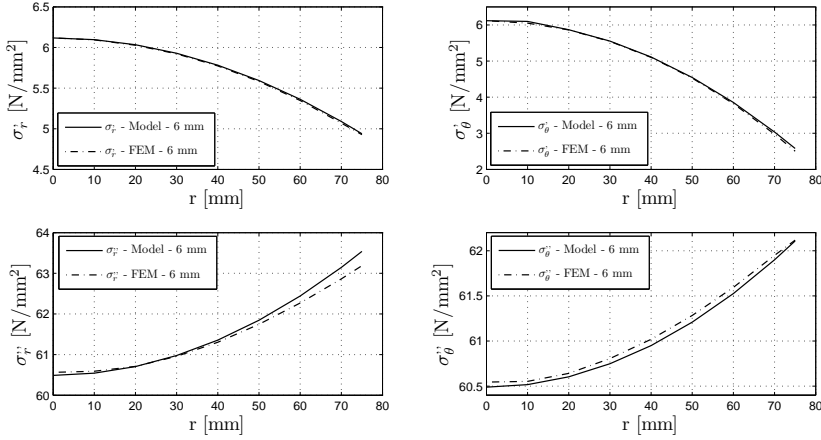 6.5
6
5.5
5
4.5
σ'r [N/mm²]
σ'r - Model - 6 mm
σ'r - FEM - 6 mm
0 10 20 30 40 50 60 70 80
r [mm]
6
5
4
3
2
σ'θ [N/mm²]
σ'θ - Model - 6 mm
σ'θ - FEM - 6 mm
0 10 20 30 40 50 60 70 80
r [mm]
64
63
62
61
60
σ''r [N/mm²]
σ''r - Model - 6 mm
σ''r - FEM - 6 mm
0 10 20 30 40 50 60 70 80
r [mm]
62
61.5
61
60.5
σ''θ [N/mm²]
σ''θ - Model - 6 mm
σ''θ - FEM - 6 mm
0 10 20 30 40 50 60 70 80
r [mm]